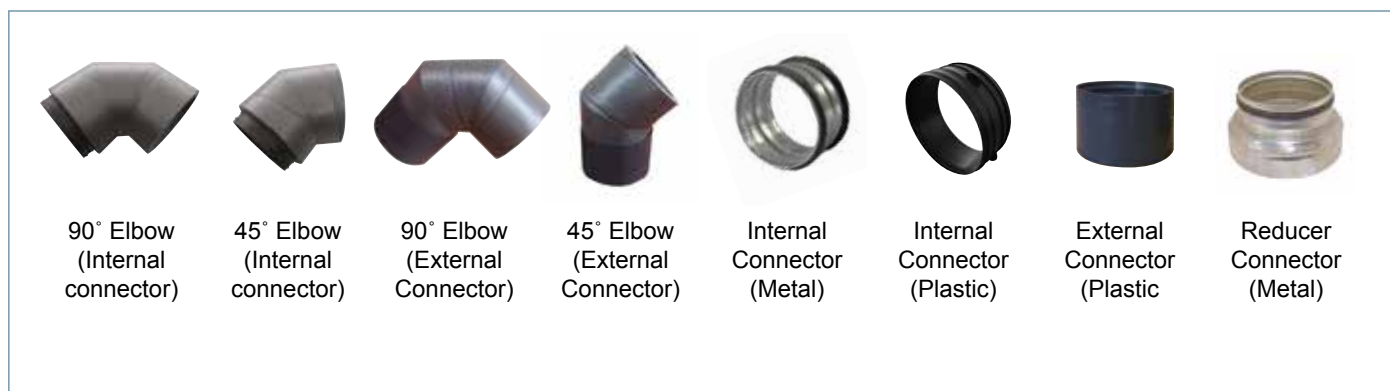 90˚ Elbow
(Internal
connector)
45˚ Elbow
(Internal
connector)
90˚ Elbow
(External
Connector)
45˚ Elbow
(External
Connector)
Internal
Connector
(Metal)
Internal
Connector
(Plastic)
External
Connector
(Plastic
Reducer
Connector
(Metal)